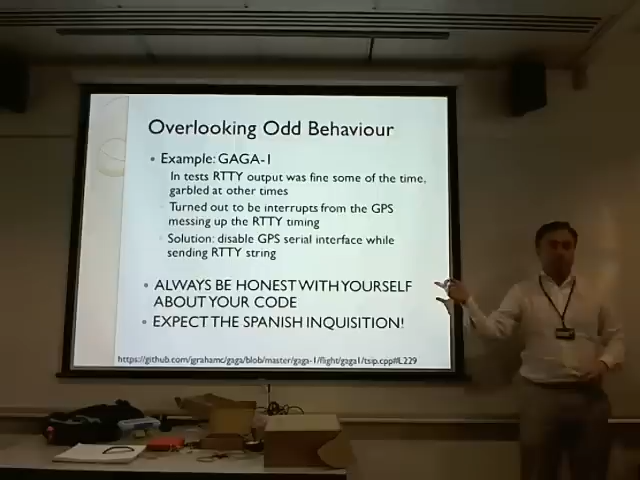 Overlooking Odd Behaviour
• Example: GAGA-1
In tests RTTY output was fine some of the time,
garbled at other times
Turned out to be interrupts from the GPS
messing up the RTTY timing
Solution: disable GPS serial interface while
sending RTTY string
• ALWAYS BE HONEST WITH YOURSELF
ABOUT YOUR CODE
• EXPECT THE SPANISH INQUISITION!
https://github.com/jgrahamc/gaga/blob/master/gaga-1/flight/gaga1/tsip.cpp#L229